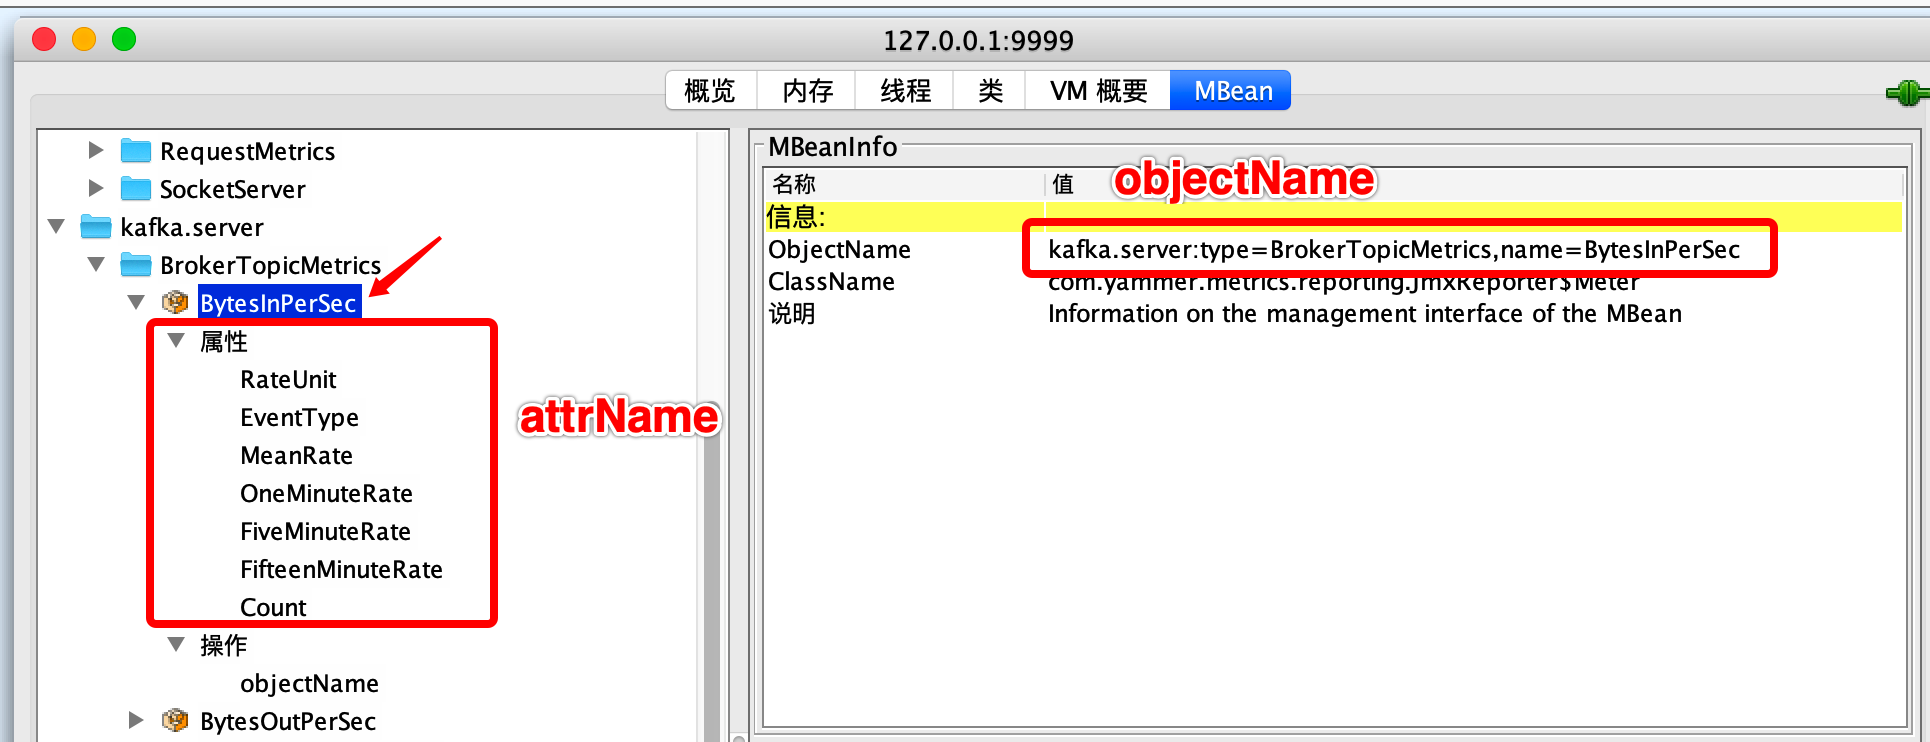 127.0.0.1:9999
概览 内存 线程 类 VM 概要 MBean
RequestMetrics
SocketServer
kafka.server
BrokerTopicMetrics
BytesInPerSec
属性
RateUnit
EventType
MeanRate
OneMinuteRate
FiveMinuteRate
FifteenMinuteRate
Count
操作
objectName
BytesOutPerSec
attrName
MBeanInfo
名称 值
objectName
信息:
ObjectName kafka.server:type=BrokerTopicMetrics,name=BytesInPerSec
ClassName com.yammer.metrics.reporting.JmxReporter$Meter
说明 Information on the management interface of the MBean